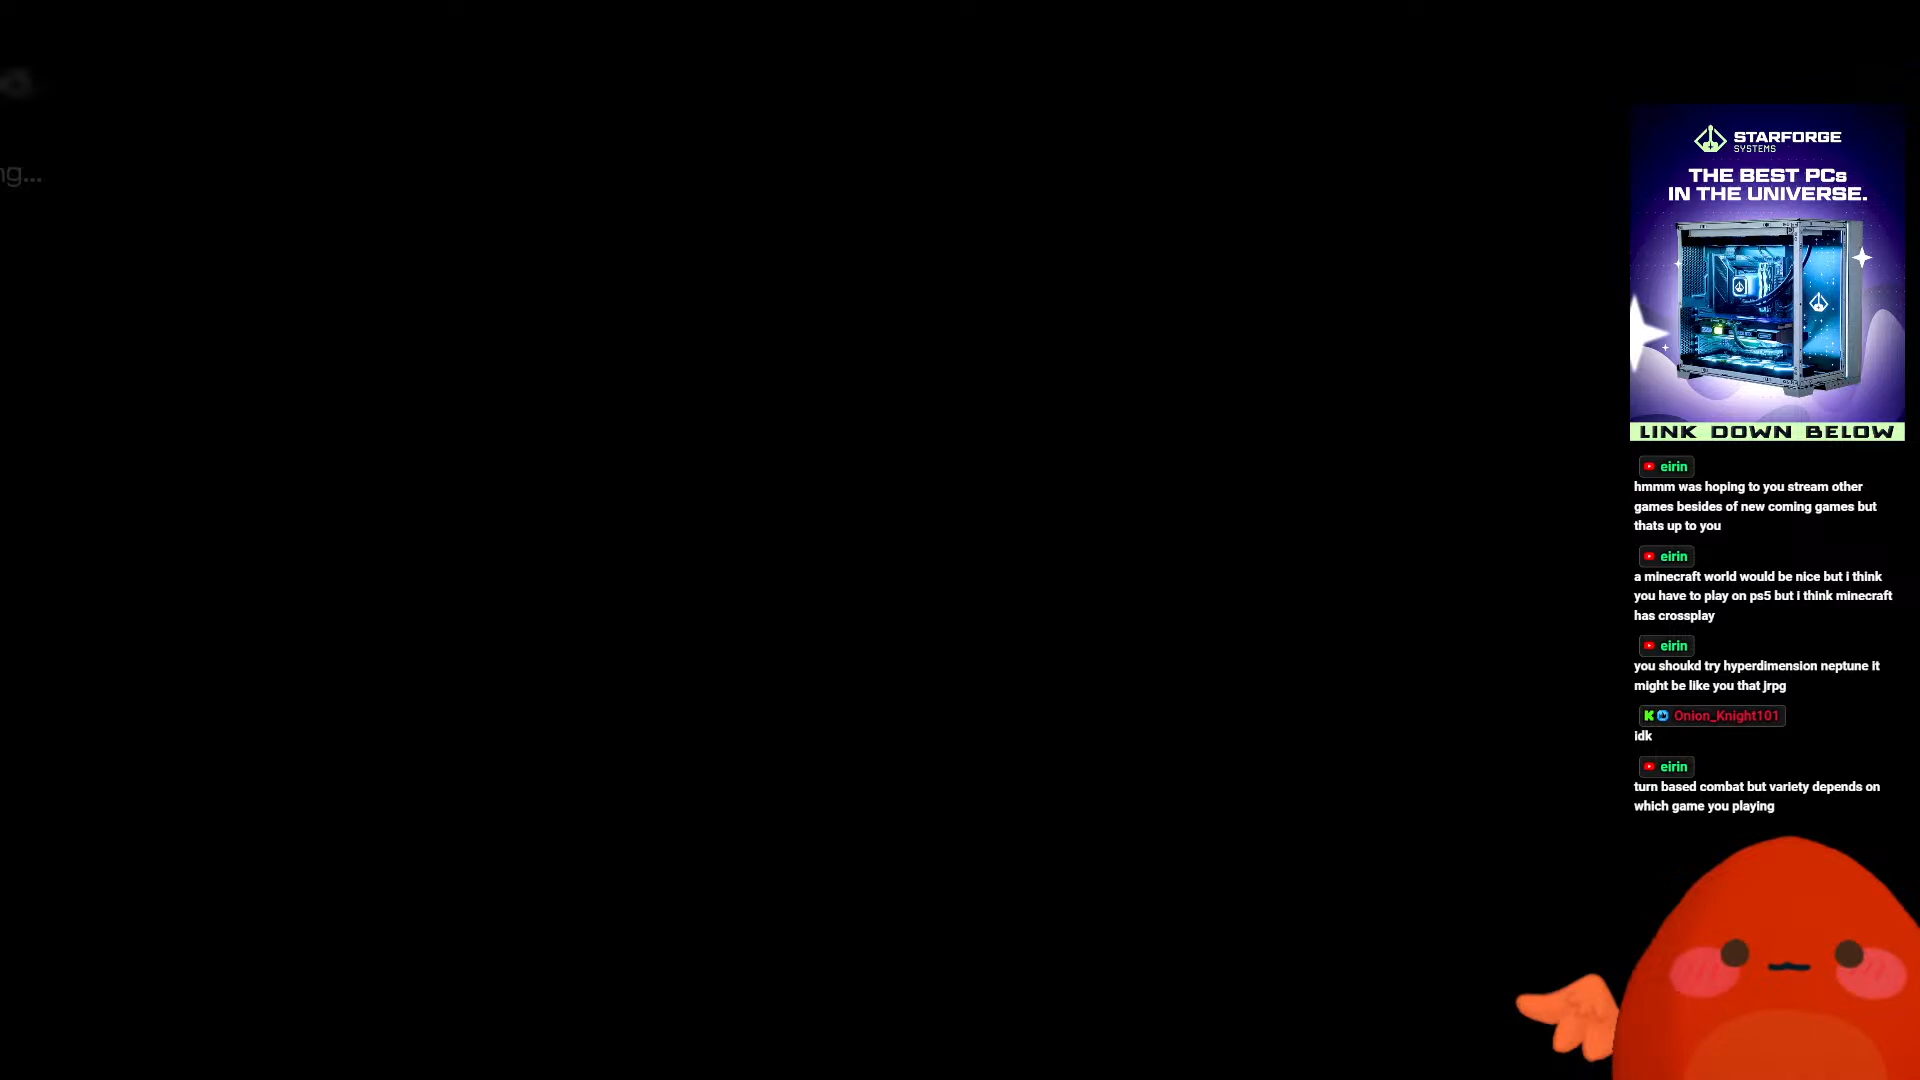 ng...
STARFORGE
SYSTEMS
THE BEST PCs
IN THE UNIVERSE.
LINK DOWN BELOW
eirin
hmmm was hoping to you stream other
games besides of new coming games but
thats up to you
eirin
a minecraft world would be nice but i think
you have to play on ps5 but i think minecraft
has crossplay
eirin
you shoukd try hyperdimension neptune it
might be like you that jrpg
Onion_Knight101
idk
eirin
turn based combat but variety depends on
which game you playing